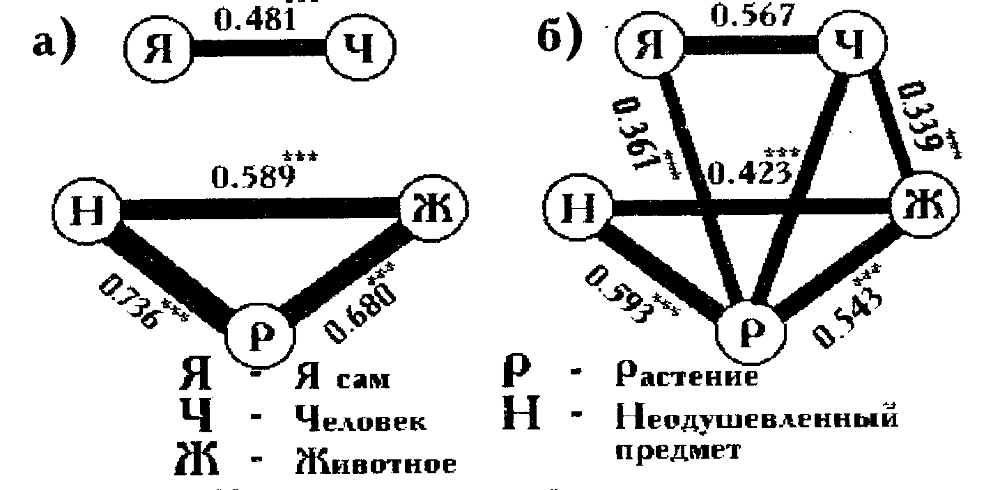 а)
0.481***
Я
Ч
0.589***
Н
Ж
0.736***
0.680***
Р
б)
0.567
Я
Ч
0.361***
0.339***
0.423***
Н
Ж
0.593***
0.543***
Р
Я - Я сам
Ч - Человек
Ж - Животное
Р - Растение
Н - Неодушевленный
предмет